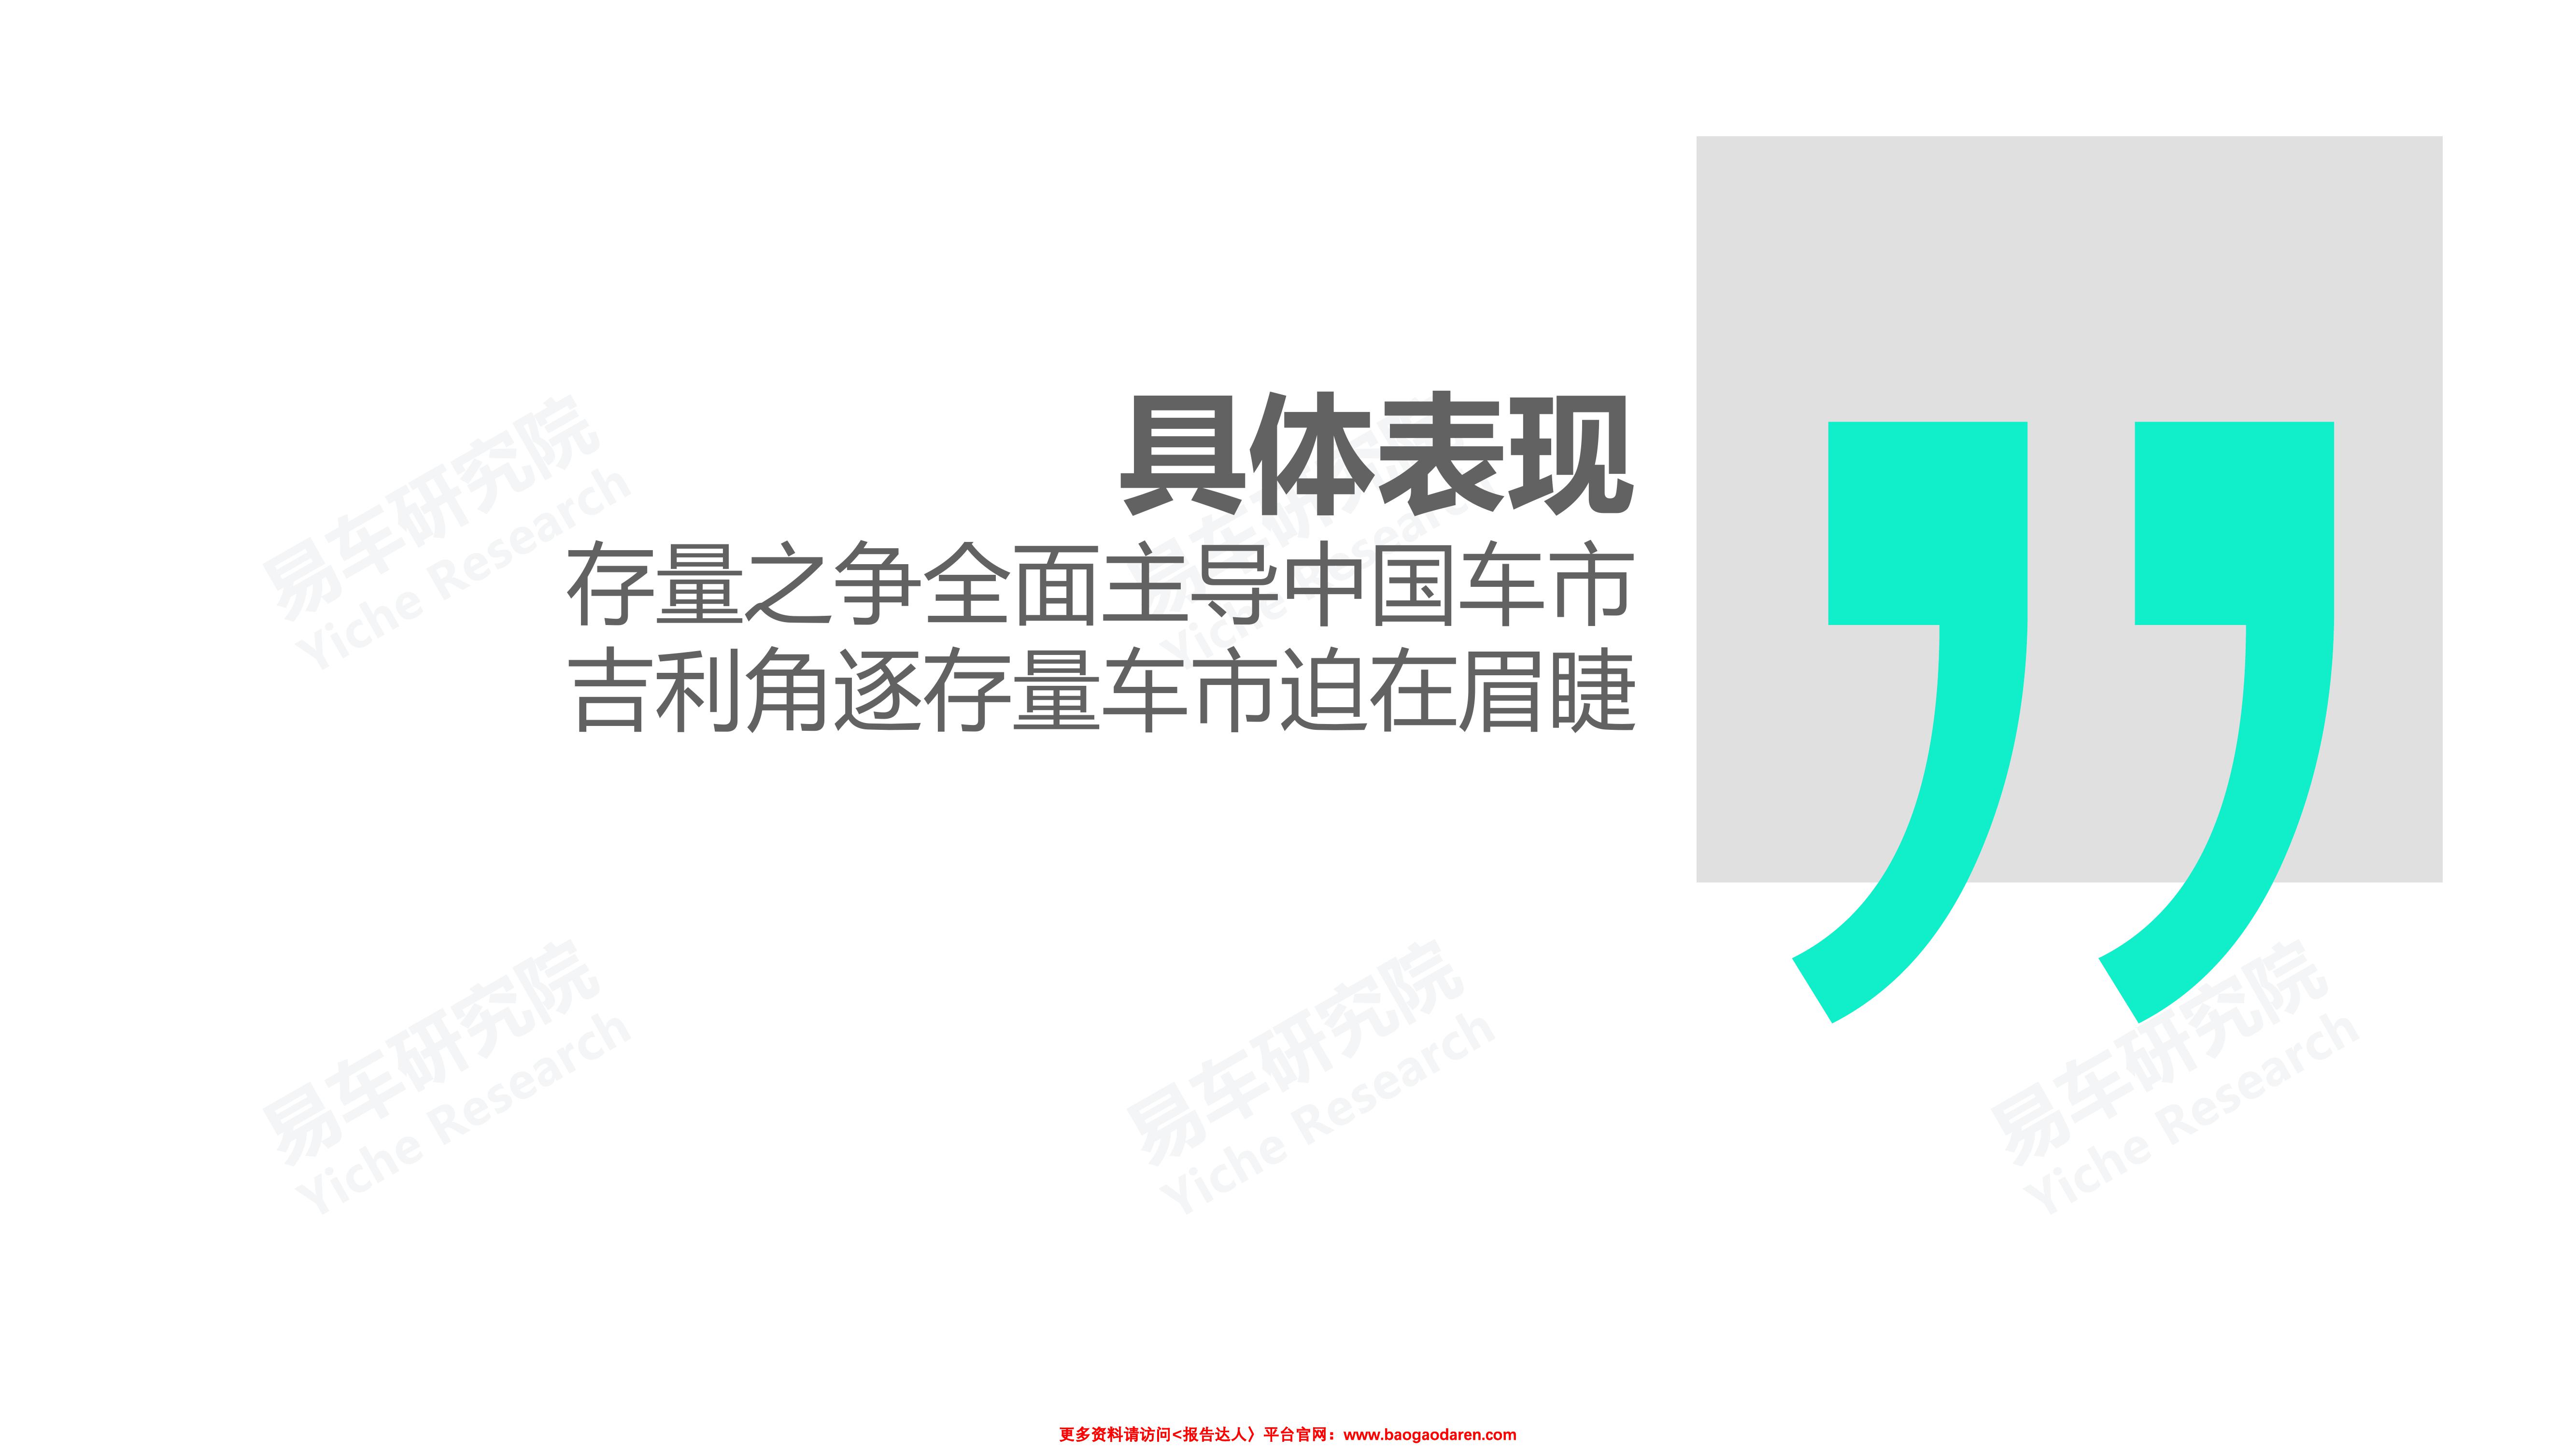 具体表现
存量之争全面主导中国车市
吉利角逐存量车市迫在眉睫
易车研究院
Yiche Research
易车研究院
Yiche Research
易车研究院
Yiche Research
易车研究院
Yiche Research
易车研究院
Yiche Research
更多资料请访问<报告达人〉平台官网：www.baogaodaren.com